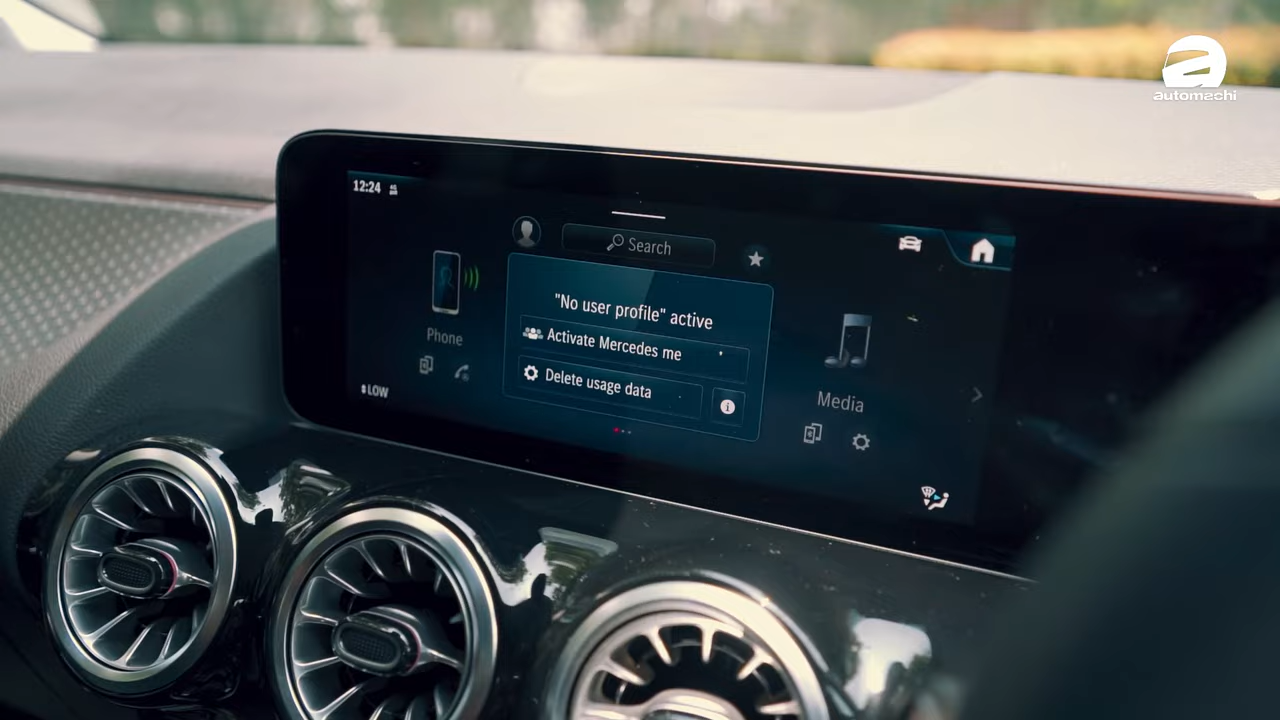 automachi
12:24
Search
"No user profile" active
Phone
Activate Mercedes me
Delete usage data
Media
LOW